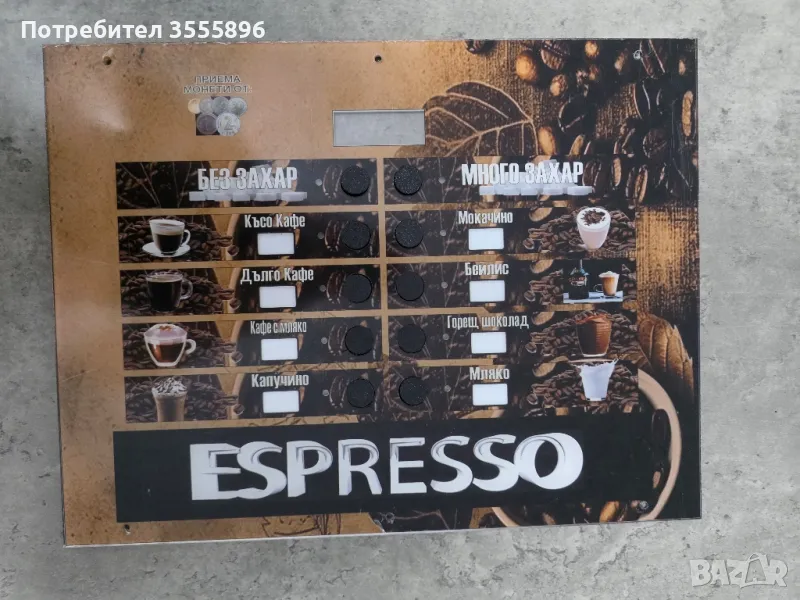 Потребител 3555896
ПРИЕМА
МОНЕТИ ОТ:
БЕЗ ЗАХАР
МНОГО ЗАХАР
Късо Кафе
Мокачино
Дълго Кафе
Бейлис
Кафе с мляко
Горещ шоколад
Капучино
Мляко
ESPRESSO
BAZAR